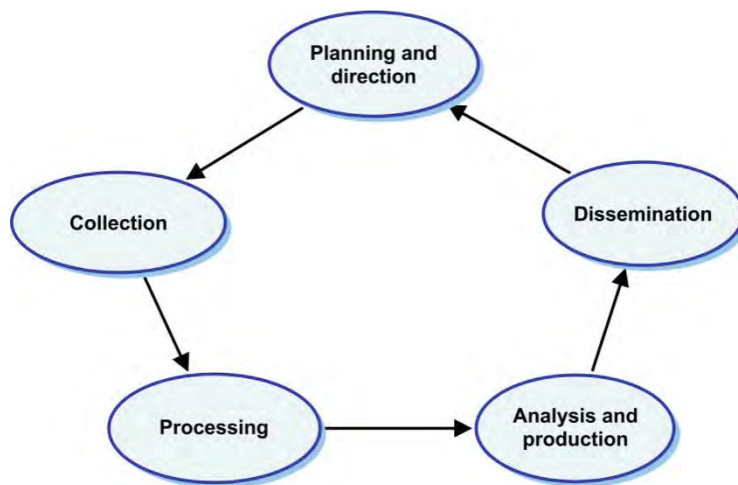 Planning and
direction
Collection
Dissemination
Processing
Analysis and
production